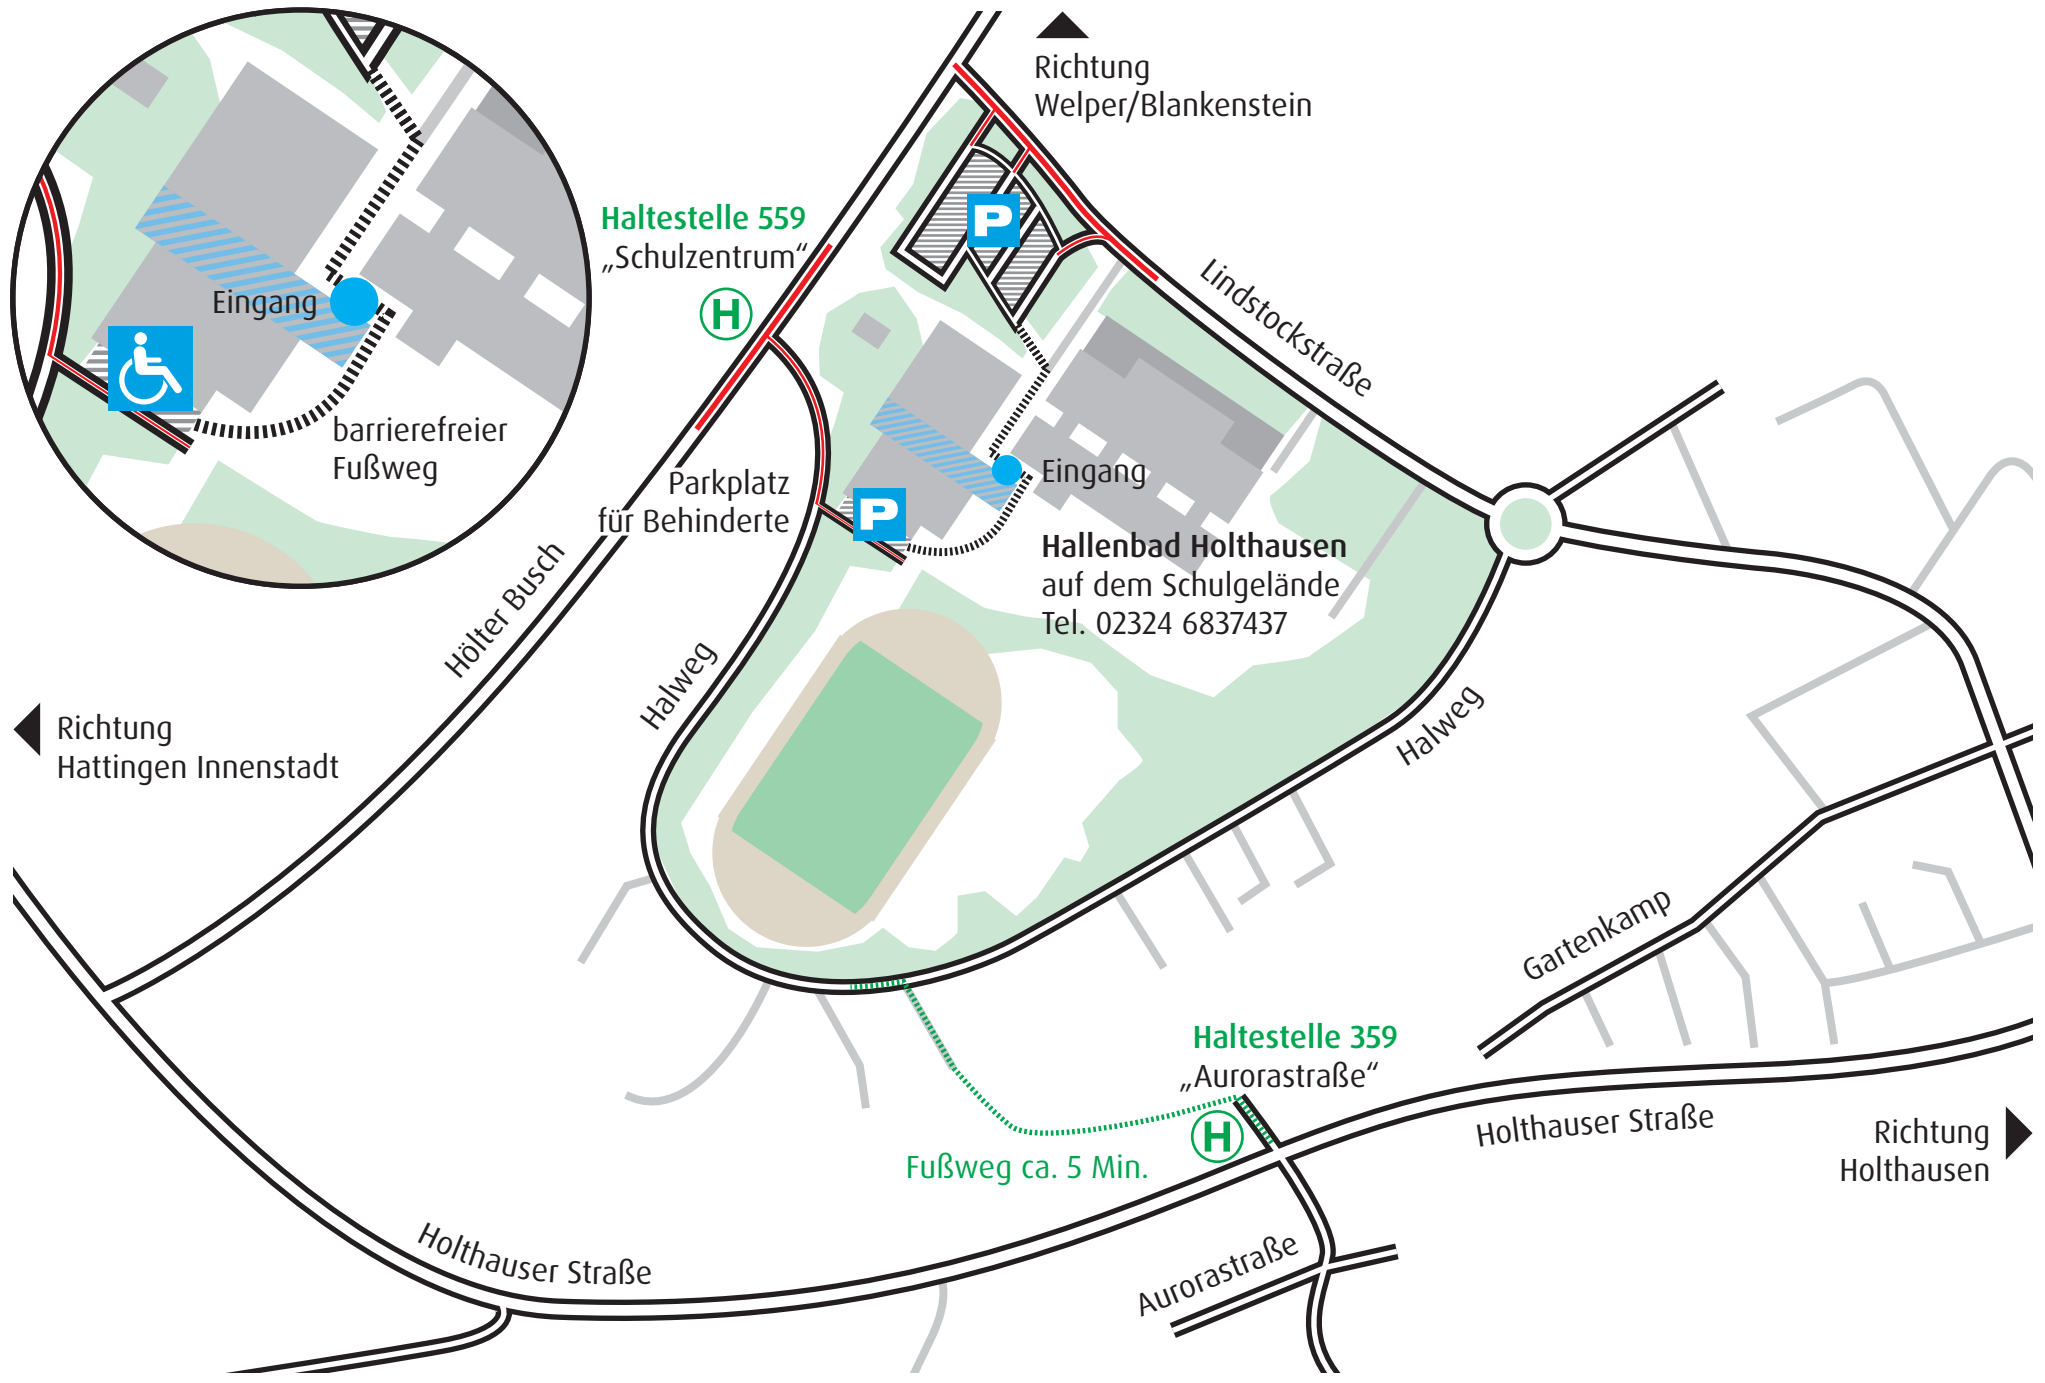 Richtung
Welper/Blankenstein
Haltestelle 559
„Schulzentrum“
H
P
Lindstockstraße
Eingang
barrierefreier
Fußweg
Parkplatz
für Behinderte
P
Eingang
Hallenbad Holthausen
auf dem Schulgelände
Tel. 02324 6837437
Hölter Busch
Halweg
Halweg
Richtung
Hattingen Innenstadt
Gartenkamp
Haltestelle 359
„Aurorastraße“
H
Fußweg ca. 5 Min.
Holthauser Straße
Richtung
Holthausen
Holthauser Straße
Aurorastraße